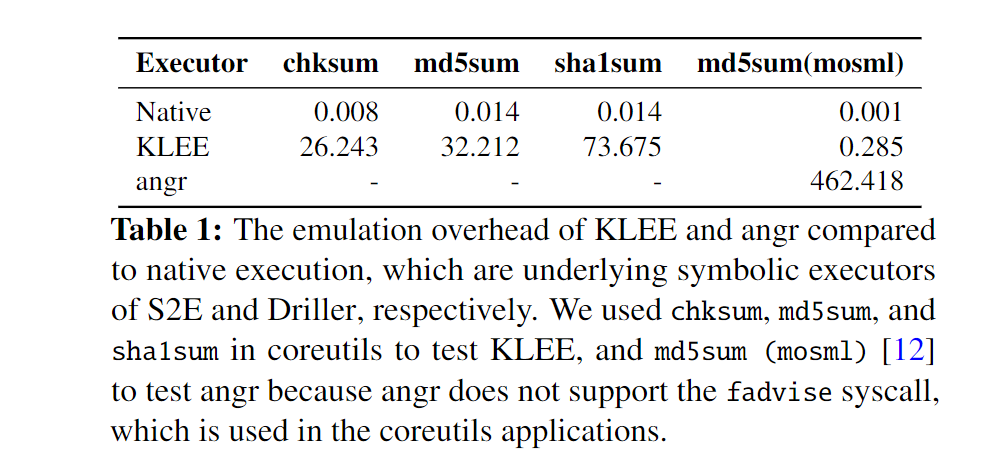 Executor chksum md5sum sha1sum md5sum(mosml)
Native 0.008 0.014 0.014 0.001
KLEE 26.243 32.212 73.675 0.285
angr - - - 462.418
Table 1: The emulation overhead of KLEE and angr compared
to native execution, which are underlying symbolic executors
of S2E and Driller, respectively. We used chksum, md5sum, and
sha1sum in coreutils to test KLEE, and md5sum (mosml) [12]
to test angr because angr does not support the fadvise syscall,
which is used in the coreutils applications.